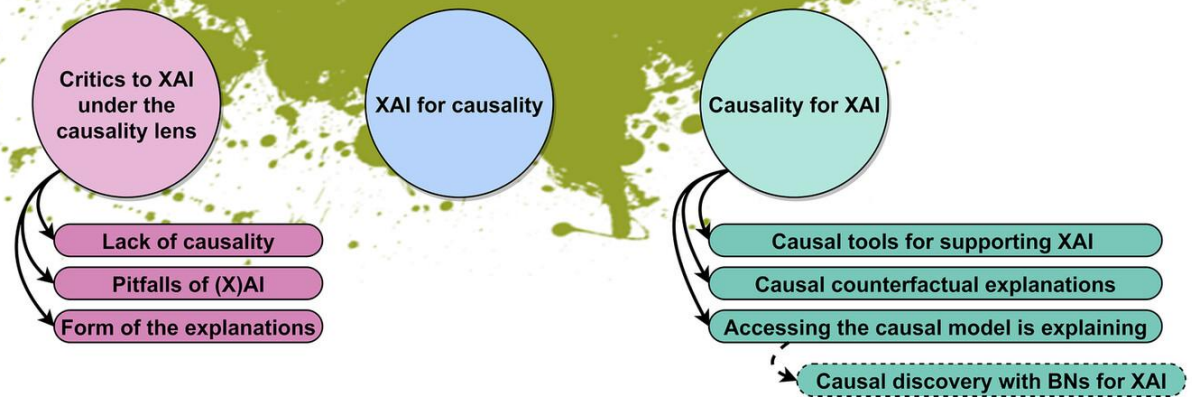 Critics to XAI
under the
causality lens
XAI for causality
Causality for XAI
Lack of causality
Pitfalls of (X)AI
Form of the explanations
Causal tools for supporting XAI
Causal counterfactual explanations
Accessing the causal model is explaining
Causal discovery with BNs for XAI